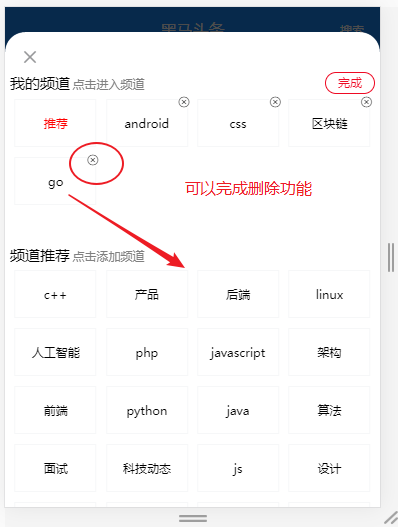 黑马头条 搜索
我的频道 点击进入频道 完成
推荐 android css 区块链
go
可以完成删除功能
频道推荐 点击添加频道
c++ 产品 后端 linux
人工智能 php javascript 架构
前端 python java 算法
面试 科技动态 js 设计